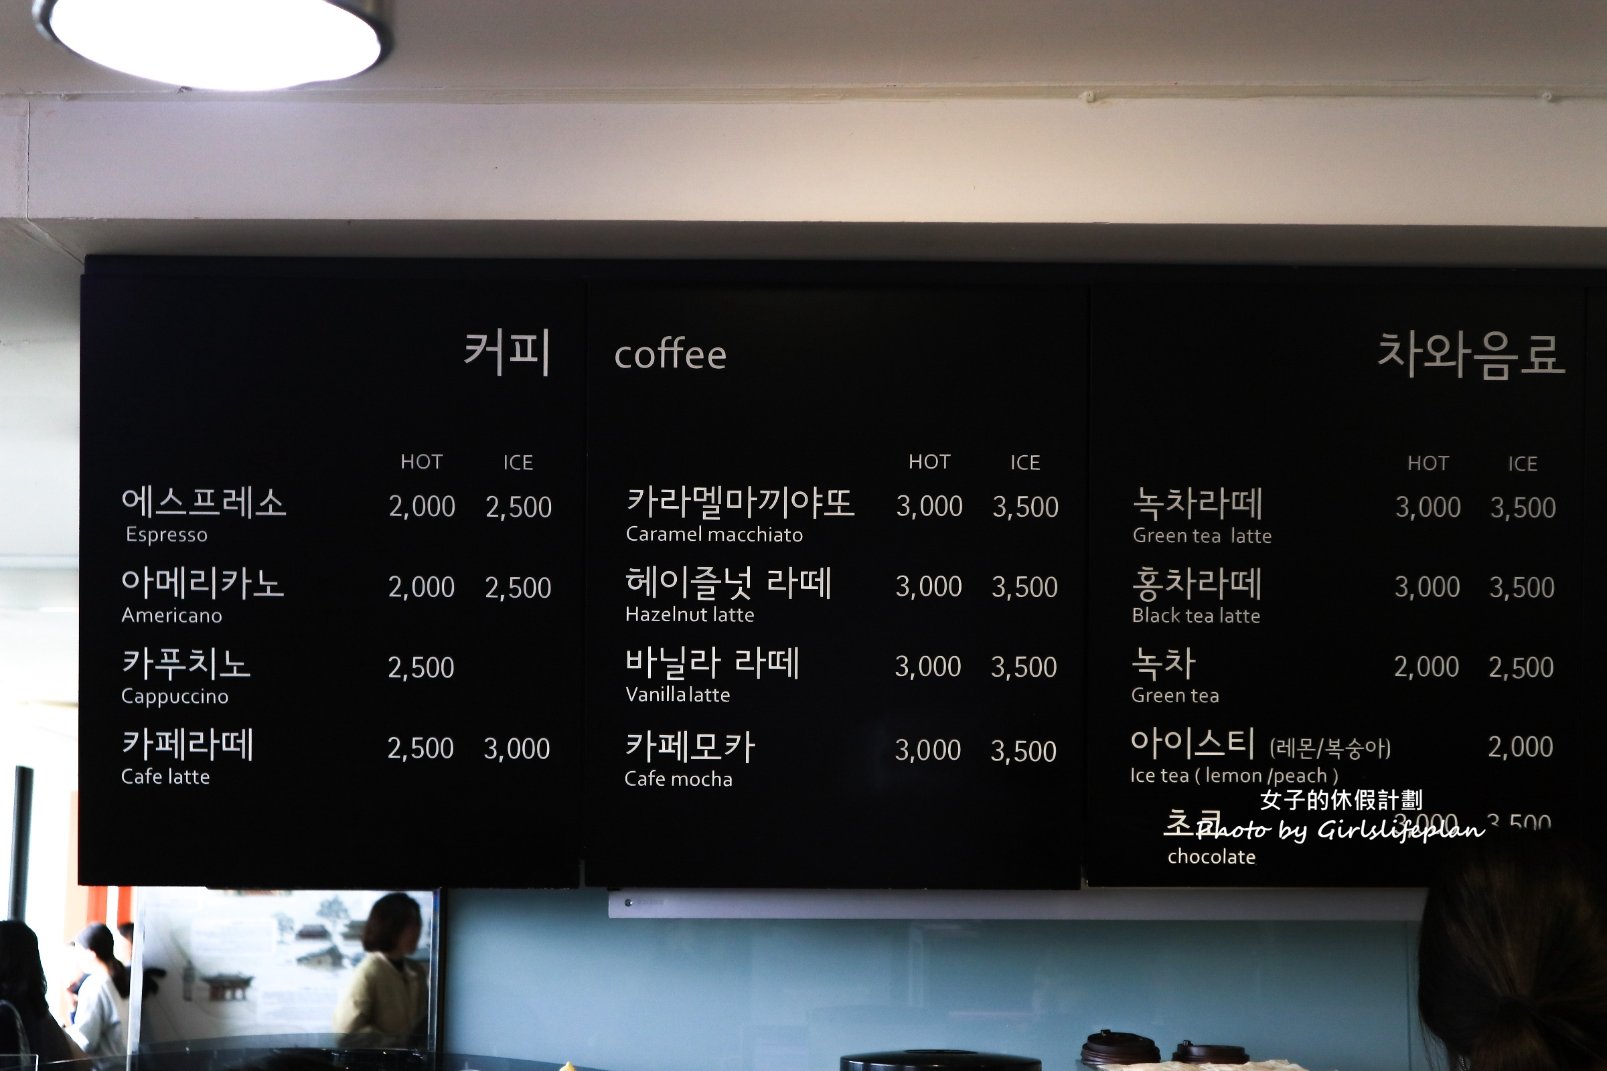 커피
HOT ICE
에스프레소 2,000 2,500
Espresso
아메리카노 2,000 2,500
Americano
카푸치노 2,500
Cappuccino
카페라떼 2,500 3,000
Cafe latte
coffee
HOT ICE
카라멜마끼야또 3,000 3,500
Caramel macchiato
헤이즐넛 라떼 3,000 3,500
Hazelnut latte
바닐라 라떼 3,000 3,500
Vanilla latte
카페모카 3,000 3,500
Cafe mocha
차와음료
HOT ICE
녹차라떼 3,000 3,500
Green tea latte
홍차라떼 3,000 3,500
Black tea latte
녹차 2,000 2,500
Green tea
아이스티 (레몬/복숭아) 2,000
Ice tea ( lemon /peach )
초코 3,000 3,500
chocolate
女子的休假計劃
Photo by Girlslifeplan